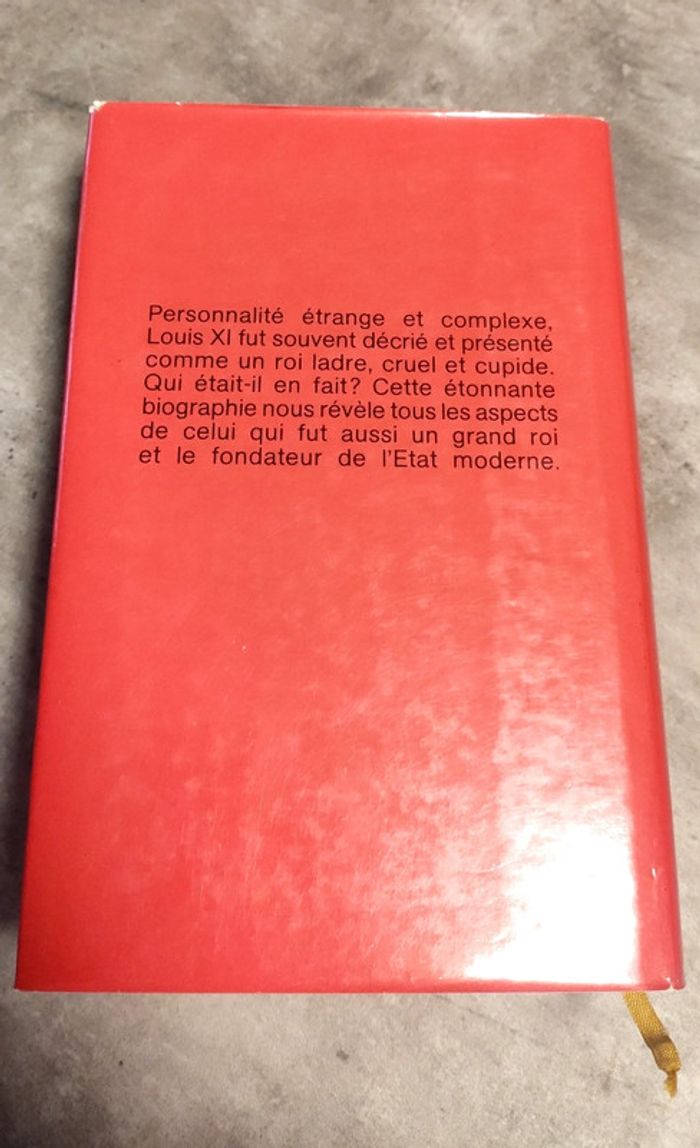 Personnalité étrange et complexe,
Louis XI fut souvent décrié et présenté
comme un roi ladre, cruel et cupide.
Qui était-il en fait? Cette étonnante
biographie nous révèle tous les aspects
de celui qui fut aussi un grand roi
et le fondateur de l'Etat moderne.